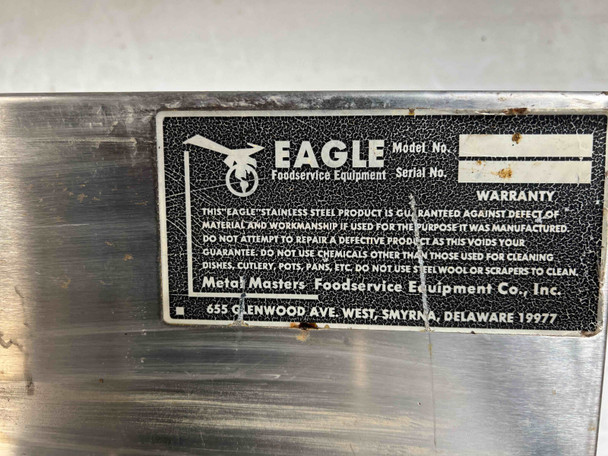 EAGLE
Foodservice Equipment
Model No.
Serial No.
WARRANTY
THIS "EAGLE" STAINLESS STEEL PRODUCT IS GUARANTEED AGAINST DEFECT OF
MATERIAL AND WORKMANSHIP IF USED FOR THE PURPOSE IT WAS MANUFACTURED.
DO NOT ATTEMPT TO REPAIR A DEFECTIVE PRODUCT AS THIS VOIDS YOUR
GUARANTEE. DO NOT USE CHEMICALS OTHER THAN THOSE USED FOR CLEANING
DISHES, CUTLERY, POTS, PANS, ETC. DO NOT USE STEELWOOL OR SCRAPERS TO CLEAN.
Metal Masters Foodservice Equipment Co., Inc.
655 GLENWOOD AVE. WEST, SMYRNA, DELAWARE 19977